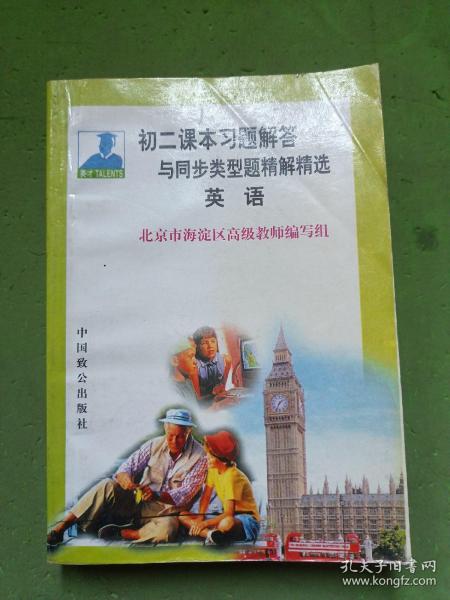 初二课本习题解答
英才 TALENTS
与同步类型题精解精选
英语
北京市海淀区高级教师编写组
中国致公出版社
孔夫子旧书网
www.kongfz.com